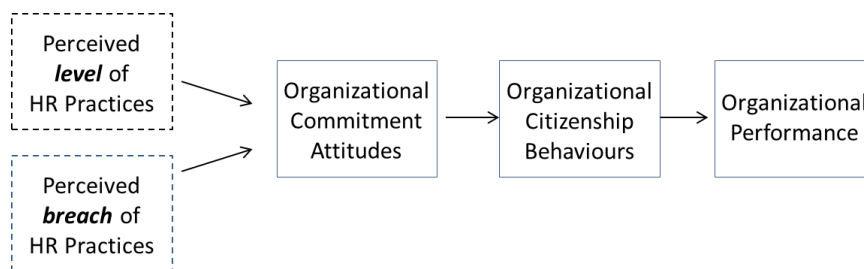 Perceived
level of
HR Practices
Perceived
breach of
HR Practices
Organizational
Commitment
Attitudes
Organizational
Citizenship
Behaviours
Organizational
Performance